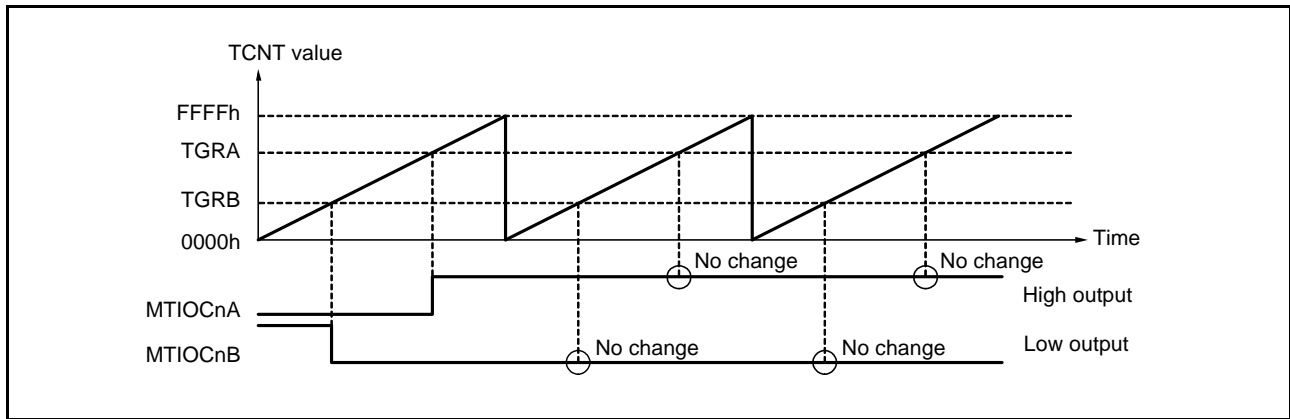 TCNT value
FFFFh
TGRA
TGRB
0000h
Time
No change
No change
MTIOCnA
High output
MTIOCnB
No change
No change
Low output